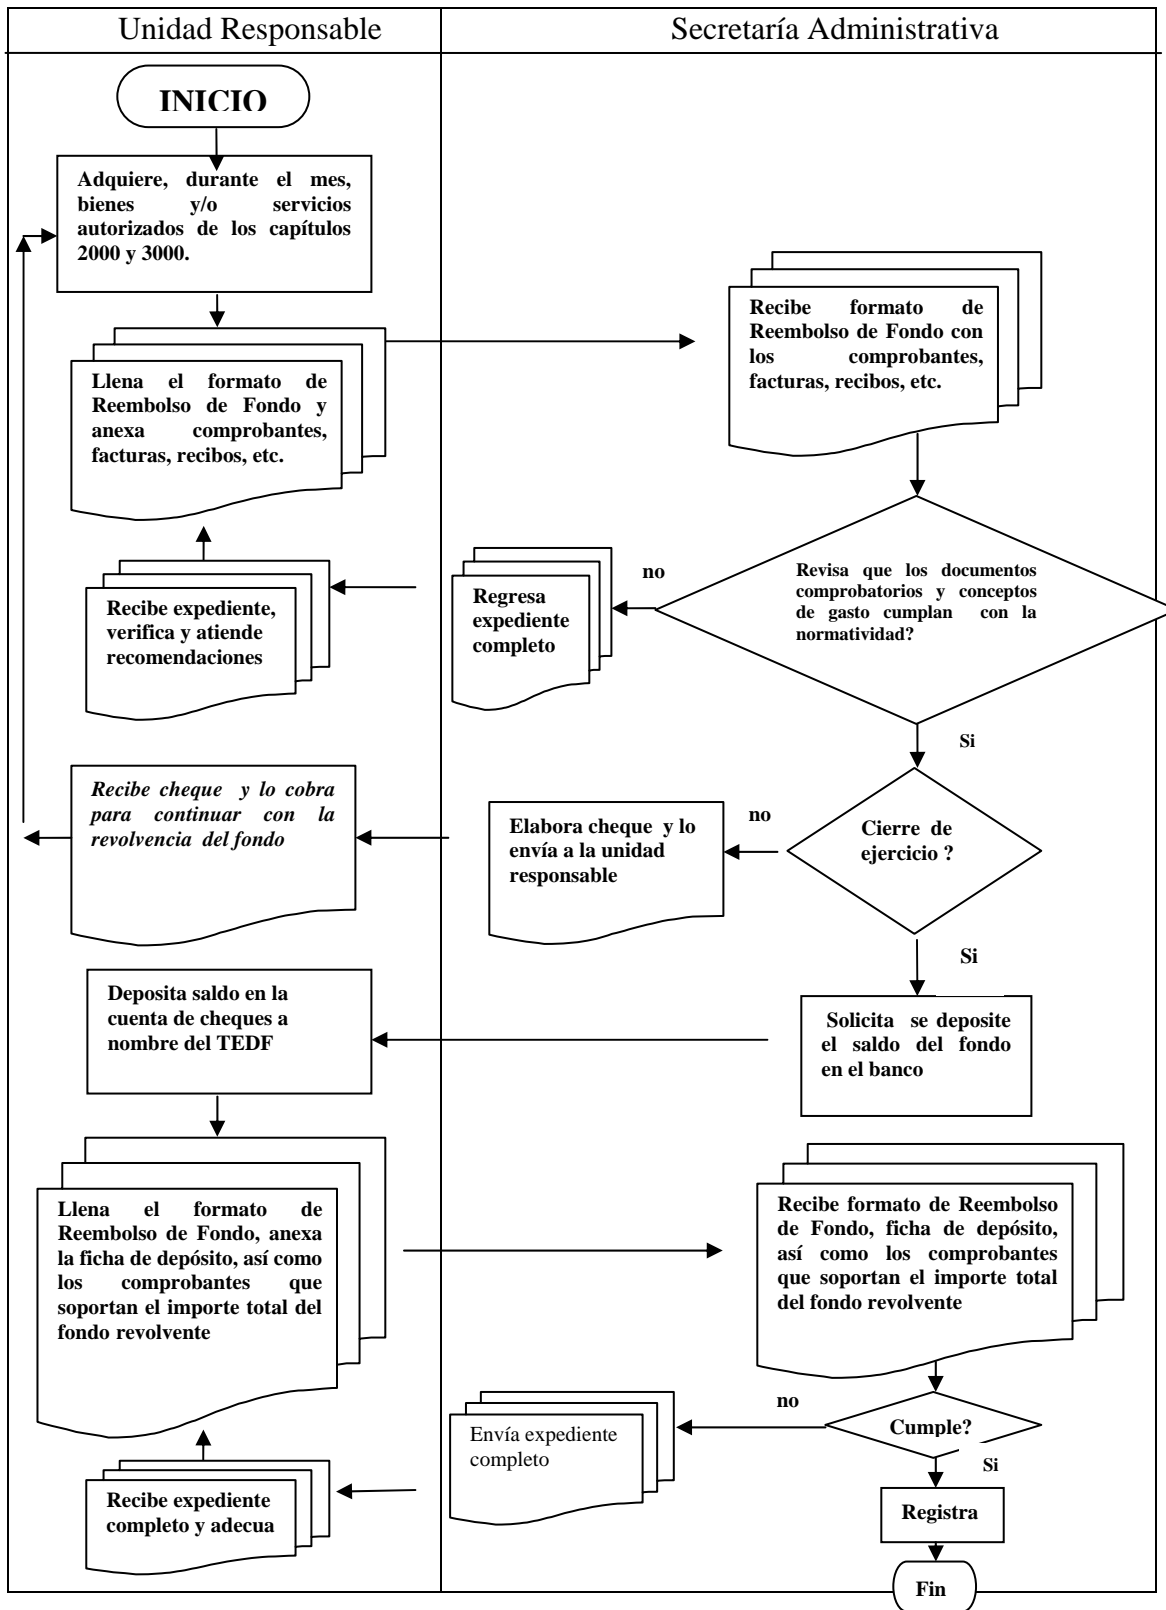 Unidad Responsable
Secretaría Administrativa
INICIO
Adquiere, durante el mes,
bienes y/o servicios
autorizados de los capítulos
2000 y 3000.
Llena el formato de
Reembolso de Fondo y
anexa comprobantes,
facturas, recibos, etc.
Recibe formato de
Reembolso de Fondo con
los comprobantes,
facturas, recibos, etc.
Revisa que los documentos
comprobatorios y conceptos
de gasto cumplan con la
normatividad?
no
Regresa
expediente
completo
Recibe expediente,
verifica y atiende
recomendaciones
Si
Cierre de
ejercicio ?
no
Elabora cheque y lo
envía a la unidad
responsable
Recibe cheque y lo cobra
para continuar con la
revolvencia del fondo
Si
Solicita se deposite
el saldo del fondo
en el banco
Deposita saldo en la
cuenta de cheques a
nombre del TEDF
Llena el formato de
Reembolso de Fondo, anexa
la ficha de depósito, así como
los comprobantes que
soportan el importe total del
fondo revolvente
Recibe formato de Reembolso
de Fondo, ficha de depósito,
así como los comprobantes
que soportan el importe total
del fondo revolvente
Cumple?
no
Envía expediente
completo
Recibe expediente
completo y adecua
Si
Registra
Fin